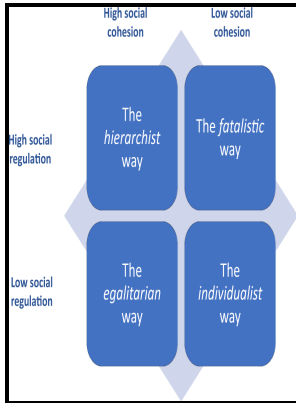 High social
cohesion
Low social
cohesion
High social
regulation
The
hierarchist
way
The fatalistic
way
Low social
regulation
The
egalitarian
way
The
individualist
way